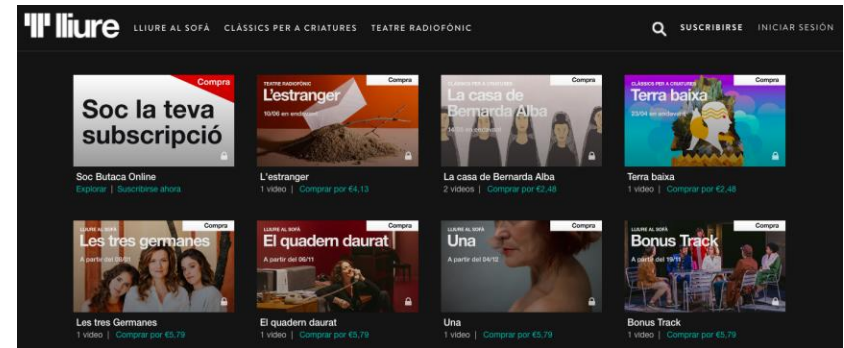 lliure
LLIURE AL SOFÀ CLÀSSICS PER A CRIATURES TEATRE RADIOFÒNIC
SUSCRIBIRSE INICIAR SESIÓN
Compra
Soc la teva
subscripció
Soc Butaca Online
Explorar | Suscribirse ahora
Compra
TEATRE RADIOFÒNIC
L'estranger
10/06 en endavant
L'estranger
1 video | Comprar por €4,13
Compra
CLÀSSICS PER A CRIATURES
La casa de
Bernarda Alba
en endavant
La casa de Bernarda Alba
2 videos | Comprar por €2,48
Compra
CLÀSSICS PER A CRIATURES
Terra baixa
23/04 en endavant
Terra baixa
1 video | Comprar por €2,48
Compra
LLIURE AL SOFÀ
Les tres germanes
A partir del 08/01
Les tres Germanes
1 video | Comprar por €5,79
Compra
LLIURE AL SOFÀ
El quadern daurat
A partir del 06/11
El quadern daurat
1 video | Comprar por €5,79
Compra
LLIURE AL SOFÀ
Una
A partir del 04/12
Una
1 video | Comprar por €5,79
Compra
LLIURE AL SOFÀ
Bonus Track
A partir del 19/11
Bonus Track
1 video | Comprar por €5,79